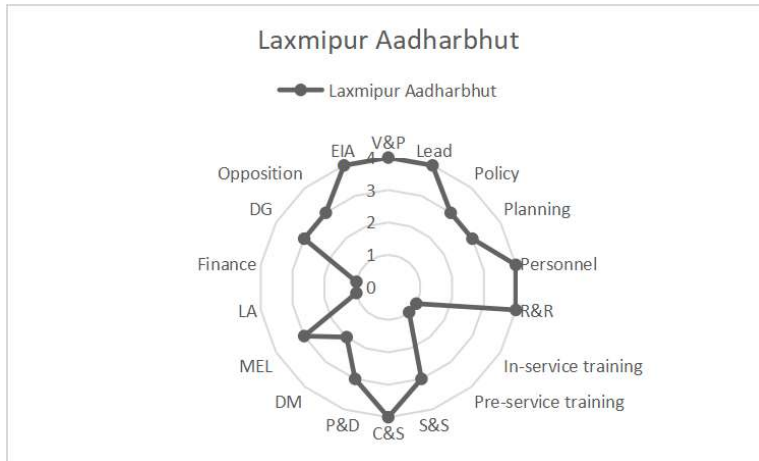 Laxmipur Aadharbhut
Laxmipur Aadharbhut
V&P
Lead
Policy
Planning
Personnel
R&R
In-service training
Pre-service training
S&S
C&S
P&D
DM
MEL
LA
Finance
DG
Opposition
EIA
4
3
2
1
0